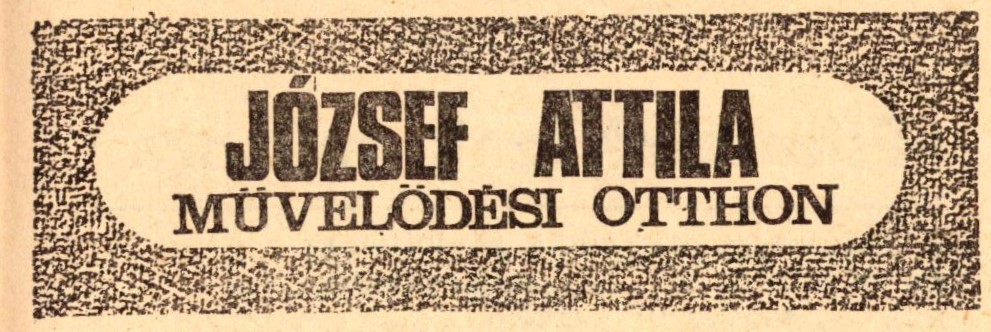 JÓZSEF ATTILA
MÜVELÖDÉSI OTTHON